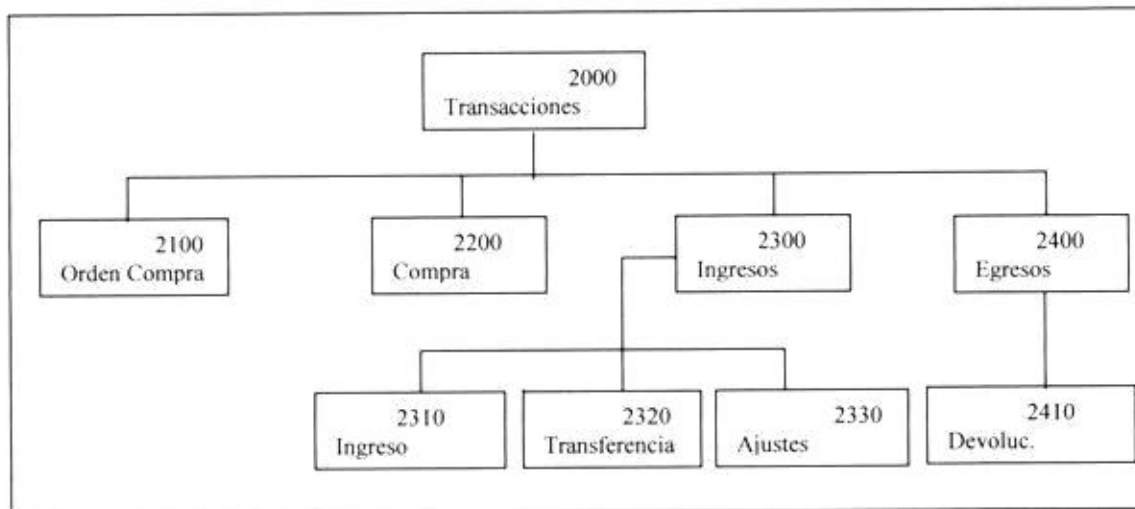 2000
Transacciones
2100
Orden Compra
2200
Compra
2300
Ingresos
2400
Egresos
2310
Ingreso
2320
Transferencia
2330
Ajustes
2410
Devoluc.